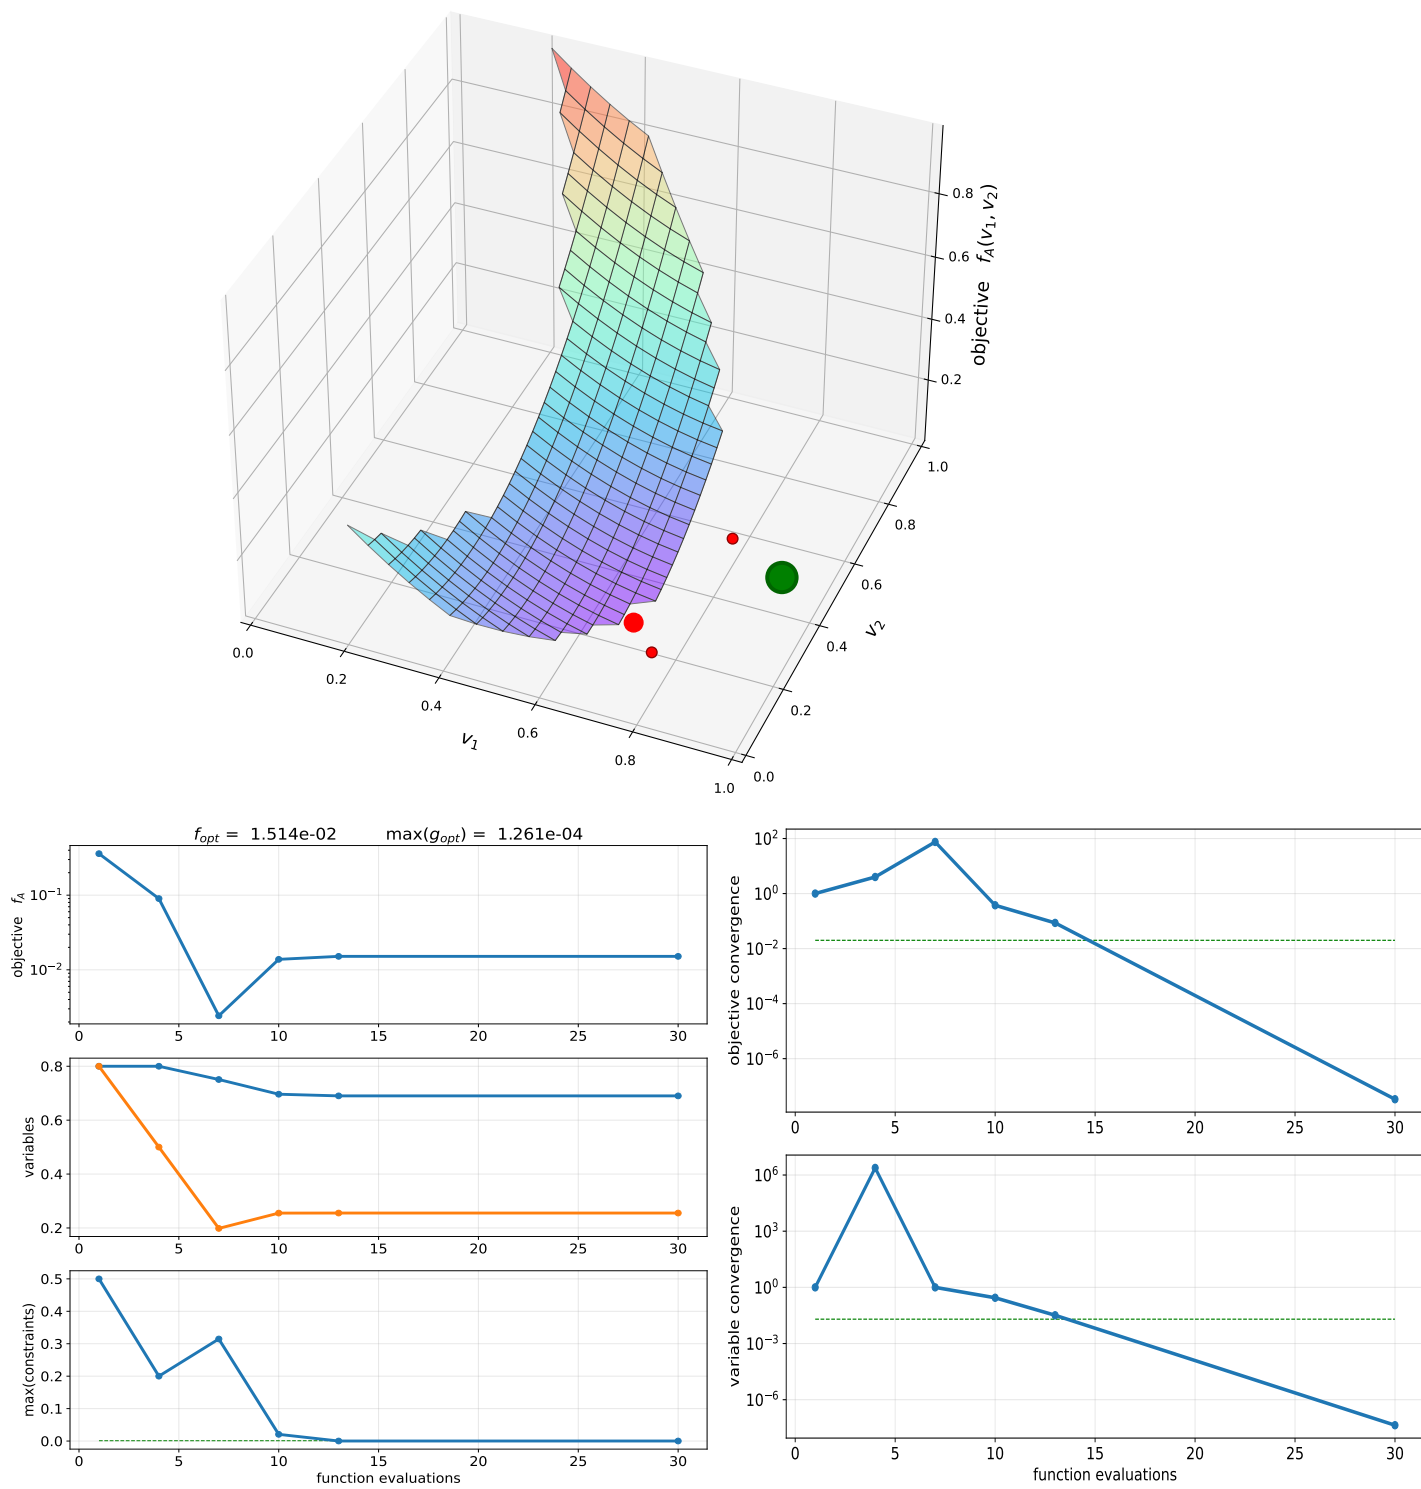 0.8
0.6
0.4
0.2
objective f_A(v_1, v_2)
1.0
0.8
0.6
0.4
0.2
0.0
v_2
0.0
0.2
0.4
0.6
0.8
1.0
v_1
f_opt = 1.514e-02 max(g_opt) = 1.261e-04
objective f_A
10^−1
10^−2
0 5 10 15 20 25 30
variables
0.8
0.6
0.4
0.2
0 5 10 15 20 25 30
max(constraints)
0.5
0.4
0.3
0.2
0.1
0.0
0 5 10 15 20 25 30
function evaluations
objective convergence
10^2
10^0
10^−2
10^−4
10^−6
0 5 10 15 20 25 30
variable convergence
10^6
10^3
10^0
10^−3
10^−6
0 5 10 15 20 25 30
function evaluations